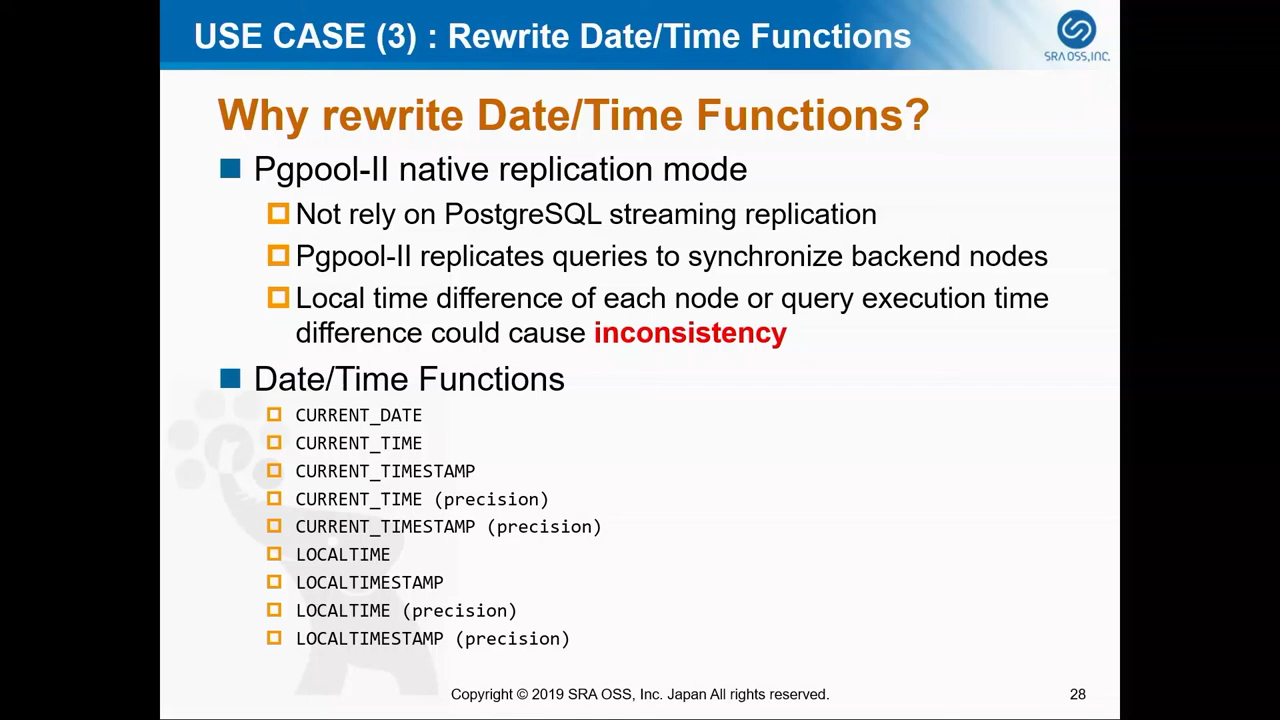 USE CASE (3) : Rewrite Date/Time Functions
SRA OSS, INC.
Why rewrite Date/Time Functions?
Pgpool-II native replication mode
Not rely on PostgreSQL streaming replication
Pgpool-II replicates queries to synchronize backend nodes
Local time difference of each node or query execution time
difference could cause inconsistency
Date/Time Functions
CURRENT_DATE
CURRENT_TIME
CURRENT_TIMESTAMP
CURRENT_TIME (precision)
CURRENT_TIMESTAMP (precision)
LOCALTIME
LOCALTIMESTAMP
LOCALTIME (precision)
LOCALTIMESTAMP (precision)
Copyright © 2019 SRA OSS, Inc. Japan All rights reserved.
28